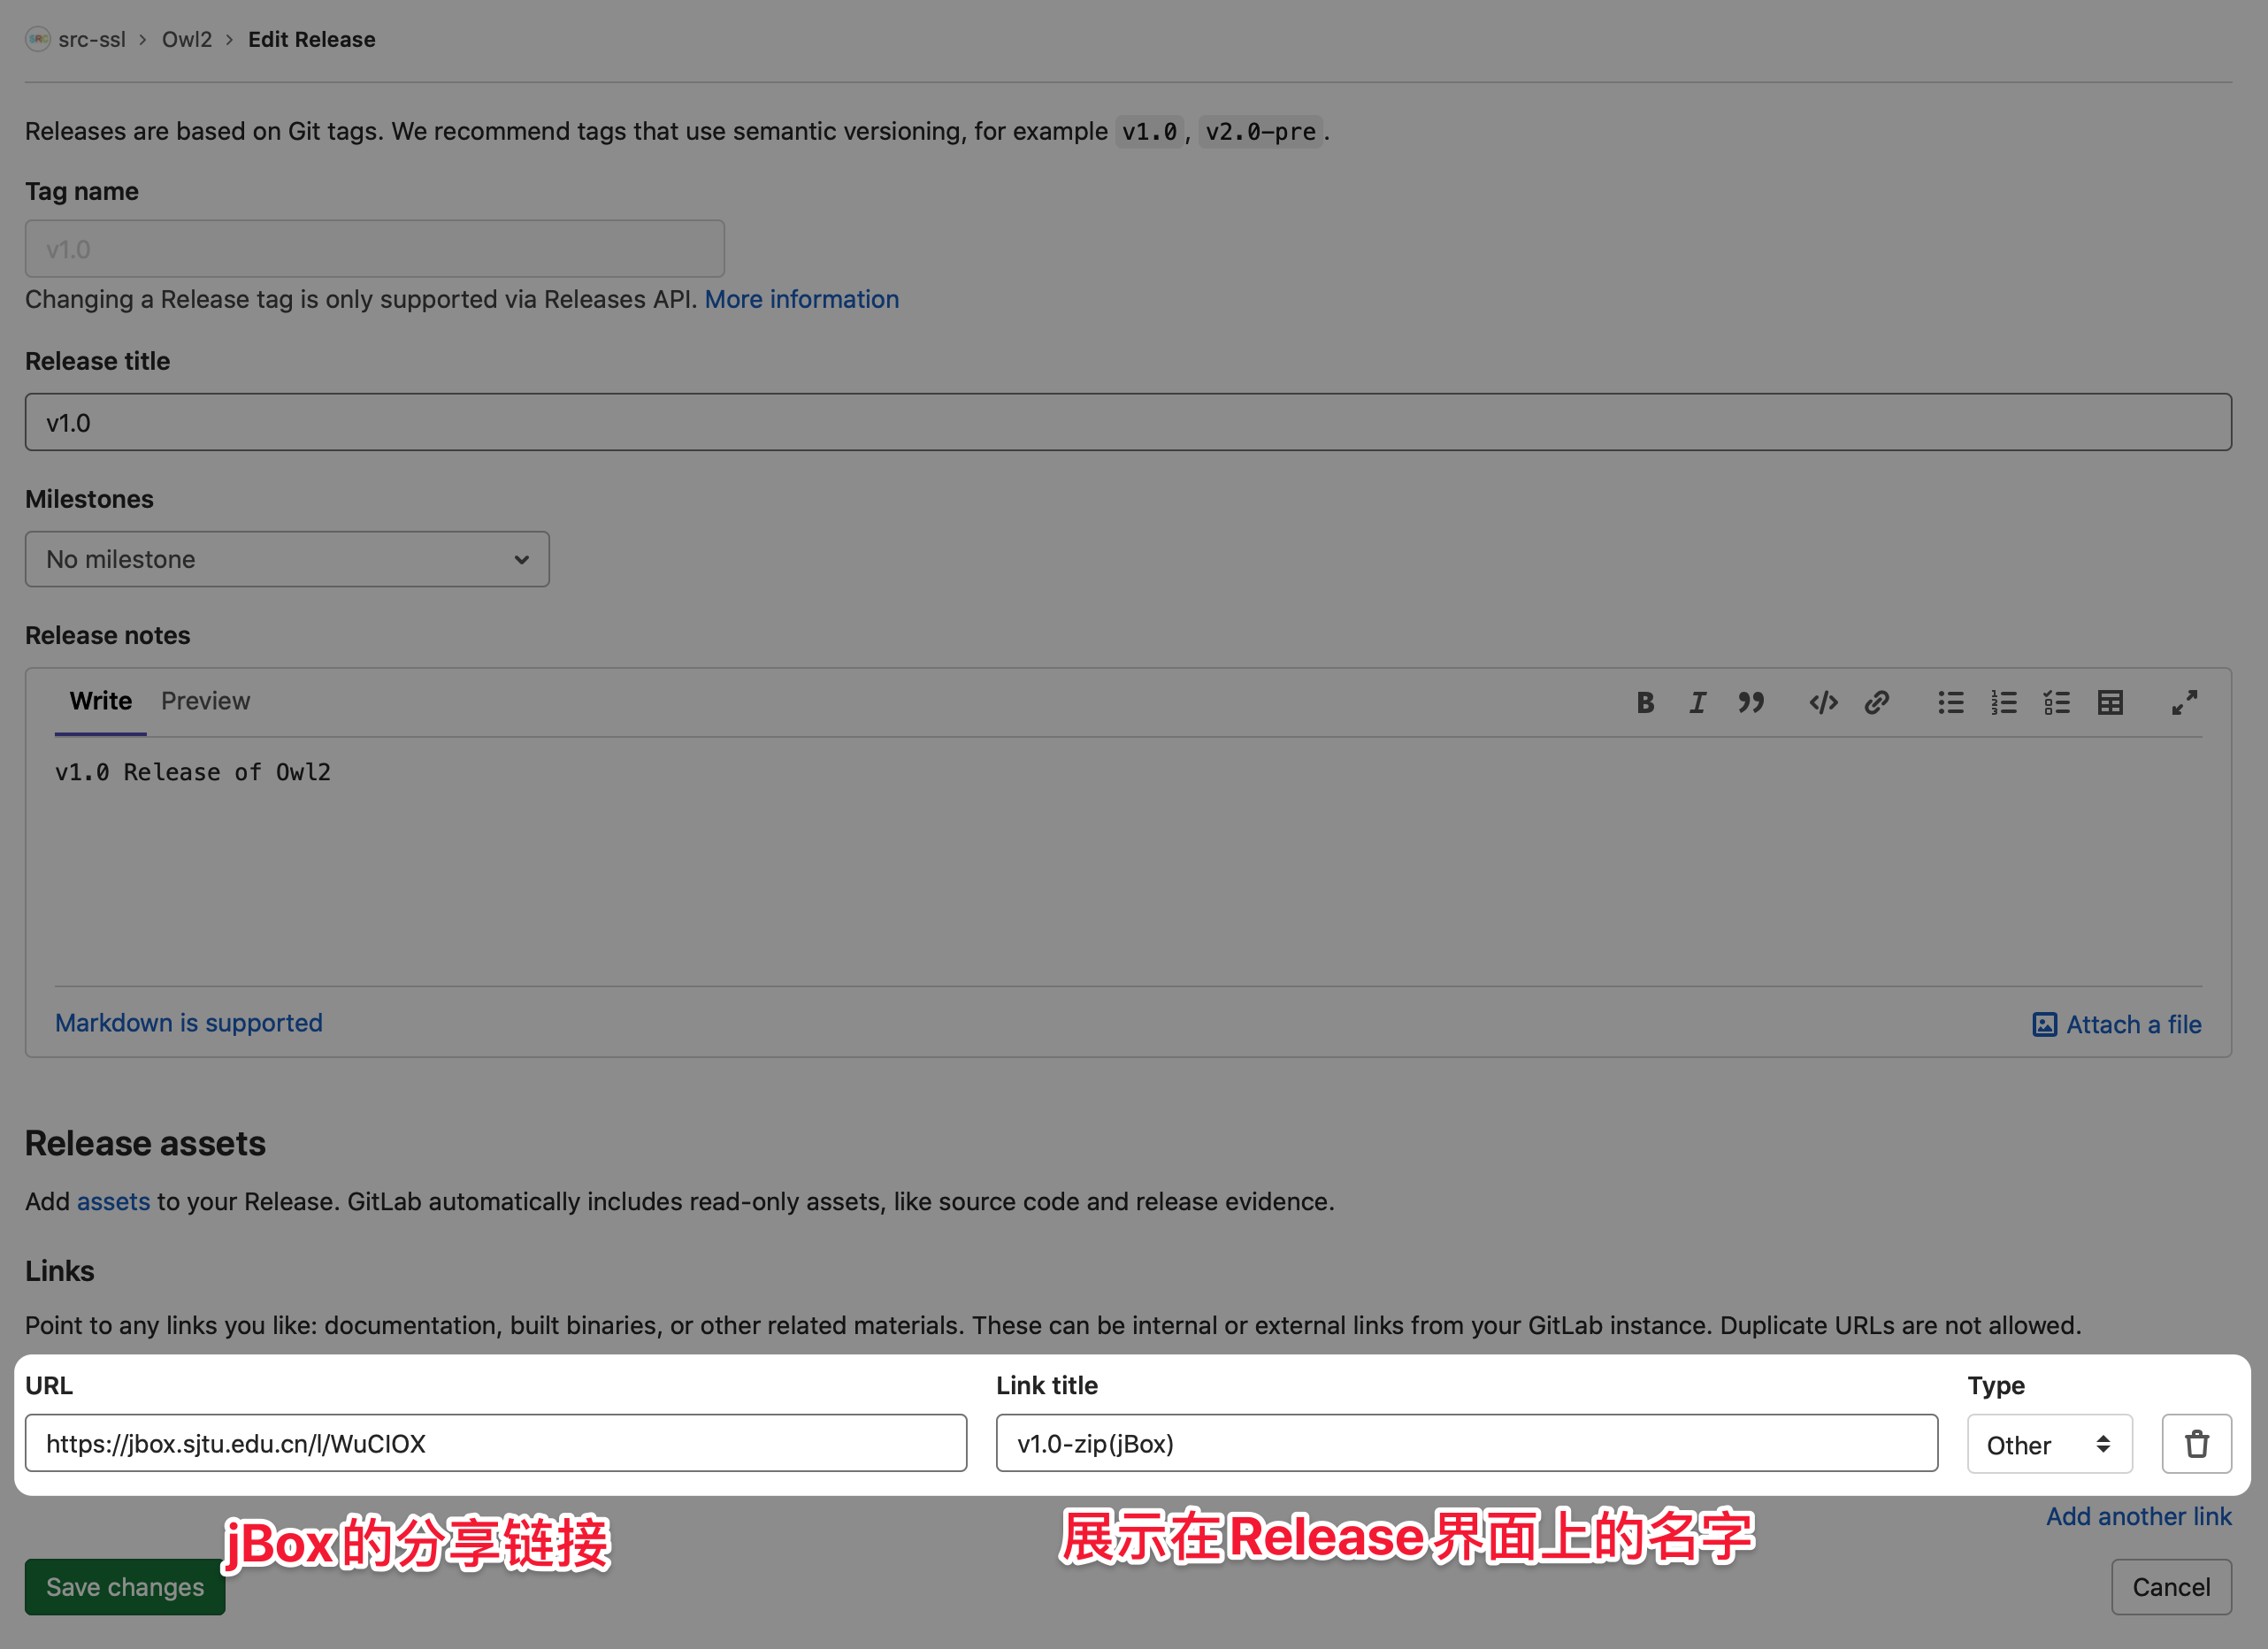 SRC src-ssl > Owl2 > Edit Release
Releases are based on Git tags. We recommend tags that use semantic versioning, for example v1.0, v2.0-pre.
Tag name
v1.0
Changing a Release tag is only supported via Releases API. More information
Release title
v1.0
Milestones
No milestone
Release notes
Write Preview
v1.0 Release of Owl2
Markdown is supported
Attach a file
Release assets
Add assets to your Release. GitLab automatically includes read-only assets, like source code and release evidence.
Links
Point to any links you like: documentation, built binaries, or other related materials. These can be internal or external links from your GitLab instance. Duplicate URLs are not allowed.
URL Link title Type
https://jbox.sjtu.edu.cn/l/WuCIOX v1.0-zip(jBox) Other
Add another link
jBox的分享链接 展示在Release界面上的名字
Save changes Cancel